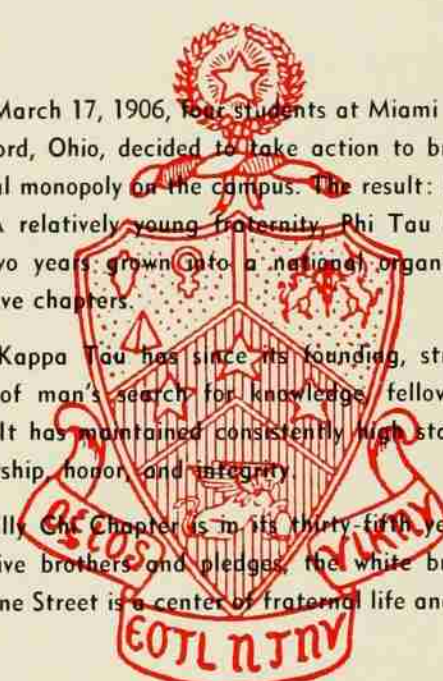 March 17, 1906, four students at Miami
ord, Ohio, decided to take action to br
al monopoly on the campus. The result:
A relatively young fraternity, Phi Tau
vo years grown into a national organ
ve chapters.
Kappa Tau has since its founding, str
of man's search for knowledge, fellov
It has maintained consistently high sta
ship, honor, and integrity.
lly Chi Chapter is in its thirty-fifth ye
ive brothers and pledges, the white br
ne Street is a center of fraternal life an